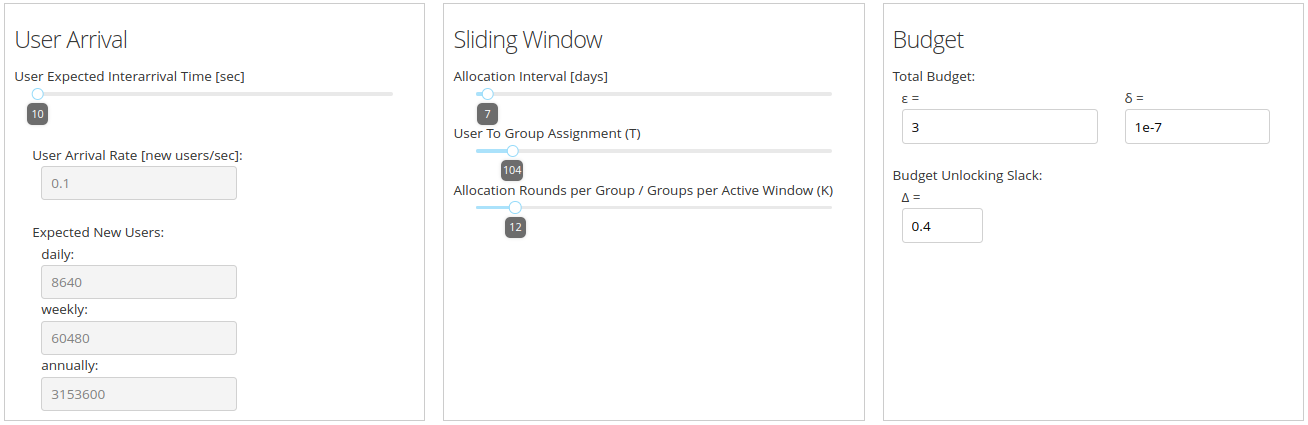 User Arrival
User Expected Interarrival Time [sec]
10
User Arrival Rate [new users/sec]:
0.1
Expected New Users:
daily:
8640
weekly:
60480
annually:
3153600
Sliding Window
Allocation Interval [days]
7
User To Group Assignment (T)
104
Allocation Rounds per Group / Groups per Active Window (K)
12
Budget
Total Budget:
ε =
3
δ =
1e-7
Budget Unlocking Slack:
Δ =
0.4